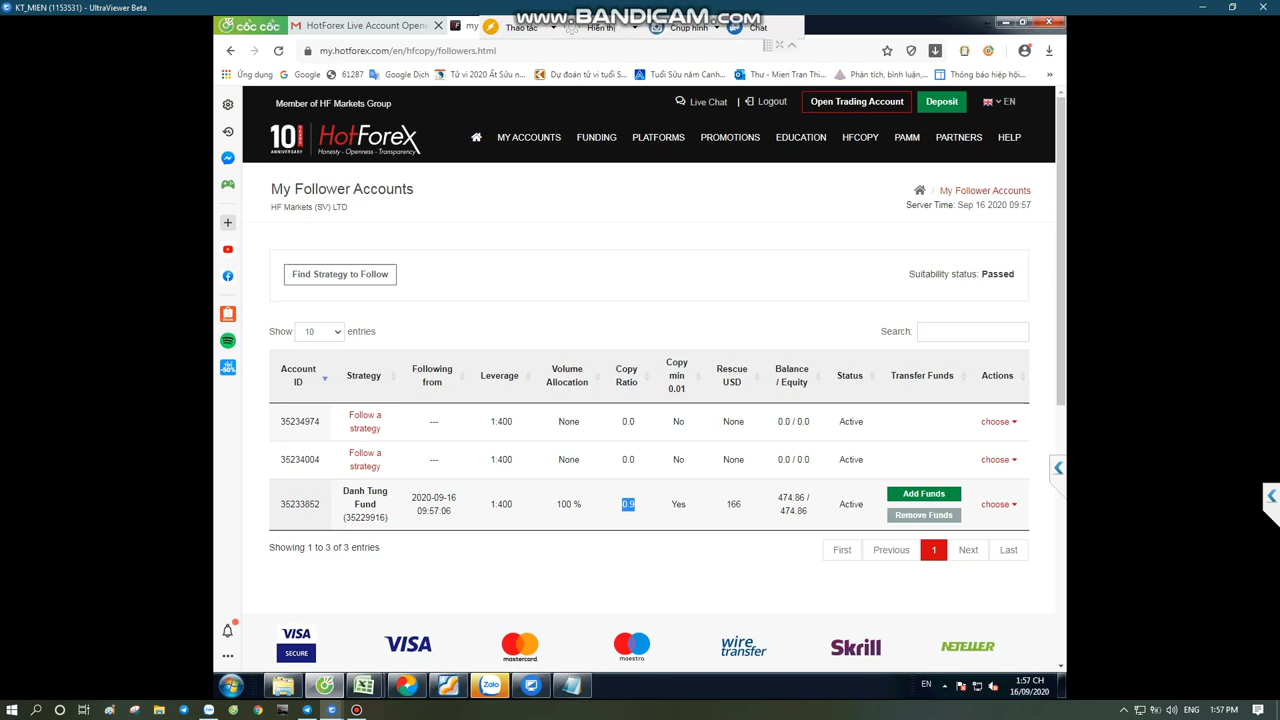 KT_MIEN (1153531) - UltraViewer Beta
www.BANDICAM.com
cốc cốc
HotForex Live Account Open
my
Thao tác
Hiển thị
Chụp hình
Chat
my.hotforex.com/en/hfcopy/followers.html
Ứng dụng
Google
61287
Google Dịch
Tử vi 2020 Ất Sửu n...
Dự đoán tử vi tuổi S...
Tuổi Sửu năm Canh...
Thư - Mien Tran Thi...
Phân tích, bình luận,...
Thông báo hiệp hội...
»
Member of HF Markets Group
Live Chat | Logout
Open Trading Account
Deposit
EN
10 ANNIVERSARY
HotForex
Honesty - Openness - Transparency
MY ACCOUNTS
FUNDING
PLATFORMS
PROMOTIONS
EDUCATION
HFCOPY
PAMM
PARTNERS
HELP
My Follower Accounts
/ My Follower Accounts
HF Markets (SV) LTD
Server Time: Sep 16 2020 09:57
Find Strategy to Follow
Suitability status: Passed
Show 10 entries
Search:
Account ID
Strategy
Following from
Leverage
Volume Allocation
Copy Ratio
Copy min 0.01
Rescue USD
Balance / Equity
Status
Transfer Funds
Actions
35234974
Follow a strategy
---
1:400
None
0.0
No
None
0.0 / 0.0
Active
choose
35234004
Follow a strategy
---
1:400
None
0.0
No
None
0.0 / 0.0
Active
choose
35233852
Danh Tung Fund (35229916)
2020-09-16 09:57:06
1:400
100 %
0.9
Yes
166
474.86 / 474.86
Active
Add Funds
Remove Funds
choose
Showing 1 to 3 of 3 entries
First
Previous
1
Next
Last
VISA
SECURE
VISA
mastercard.
maestro.
wire transfer
Skrill
NETELLER
-50%
Zalo
EN
1:57 CH
16/09/2020
1:57 PM